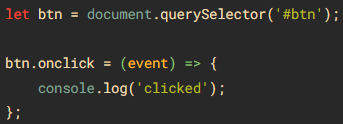 let btn = document.querySelector('#btn');
btn.onclick = (event) => {
    console.log('clicked');
};